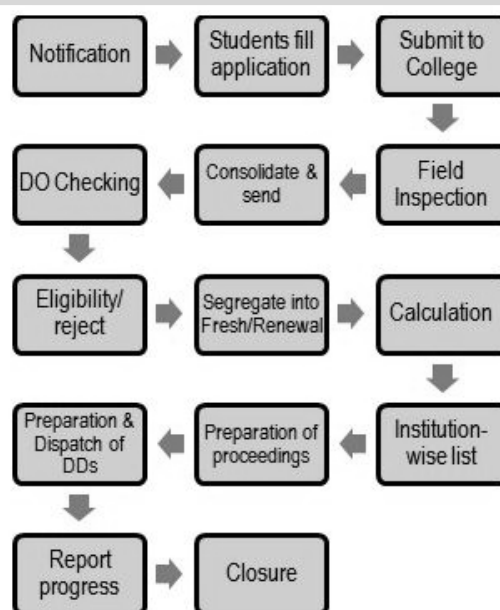 Notification
Students fill
application
Submit to
College
Field
Inspection
Consolidate &
send
DO Checking
Eligibility/
reject
Segregate into
Fresh/Renewal
Calculation
Institution-
wise list
Preparation of
proceedings
Preparation &
Dispatch of
DDs
Report
progress
Closure